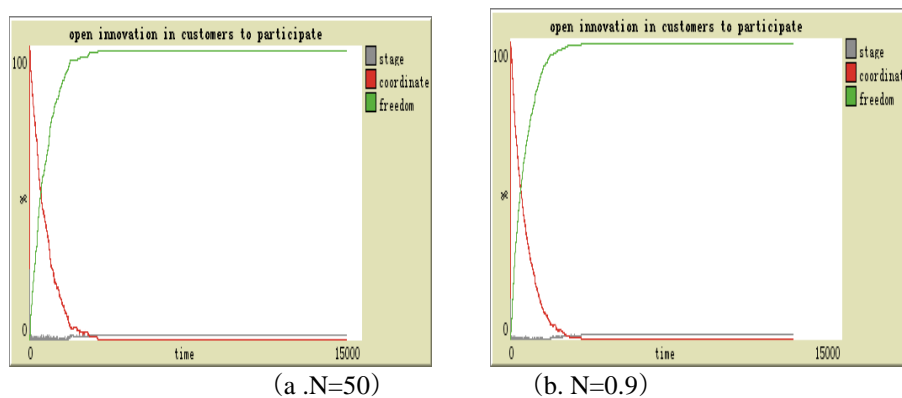 open innovation in customers to participate
100
%
0
0
time
15000
stage
coordinate
freedom
(a .N=50)
open innovation in customers to participate
100
%
0
0
time
15000
stage
coordinat
freedom
(b. N=0.9)